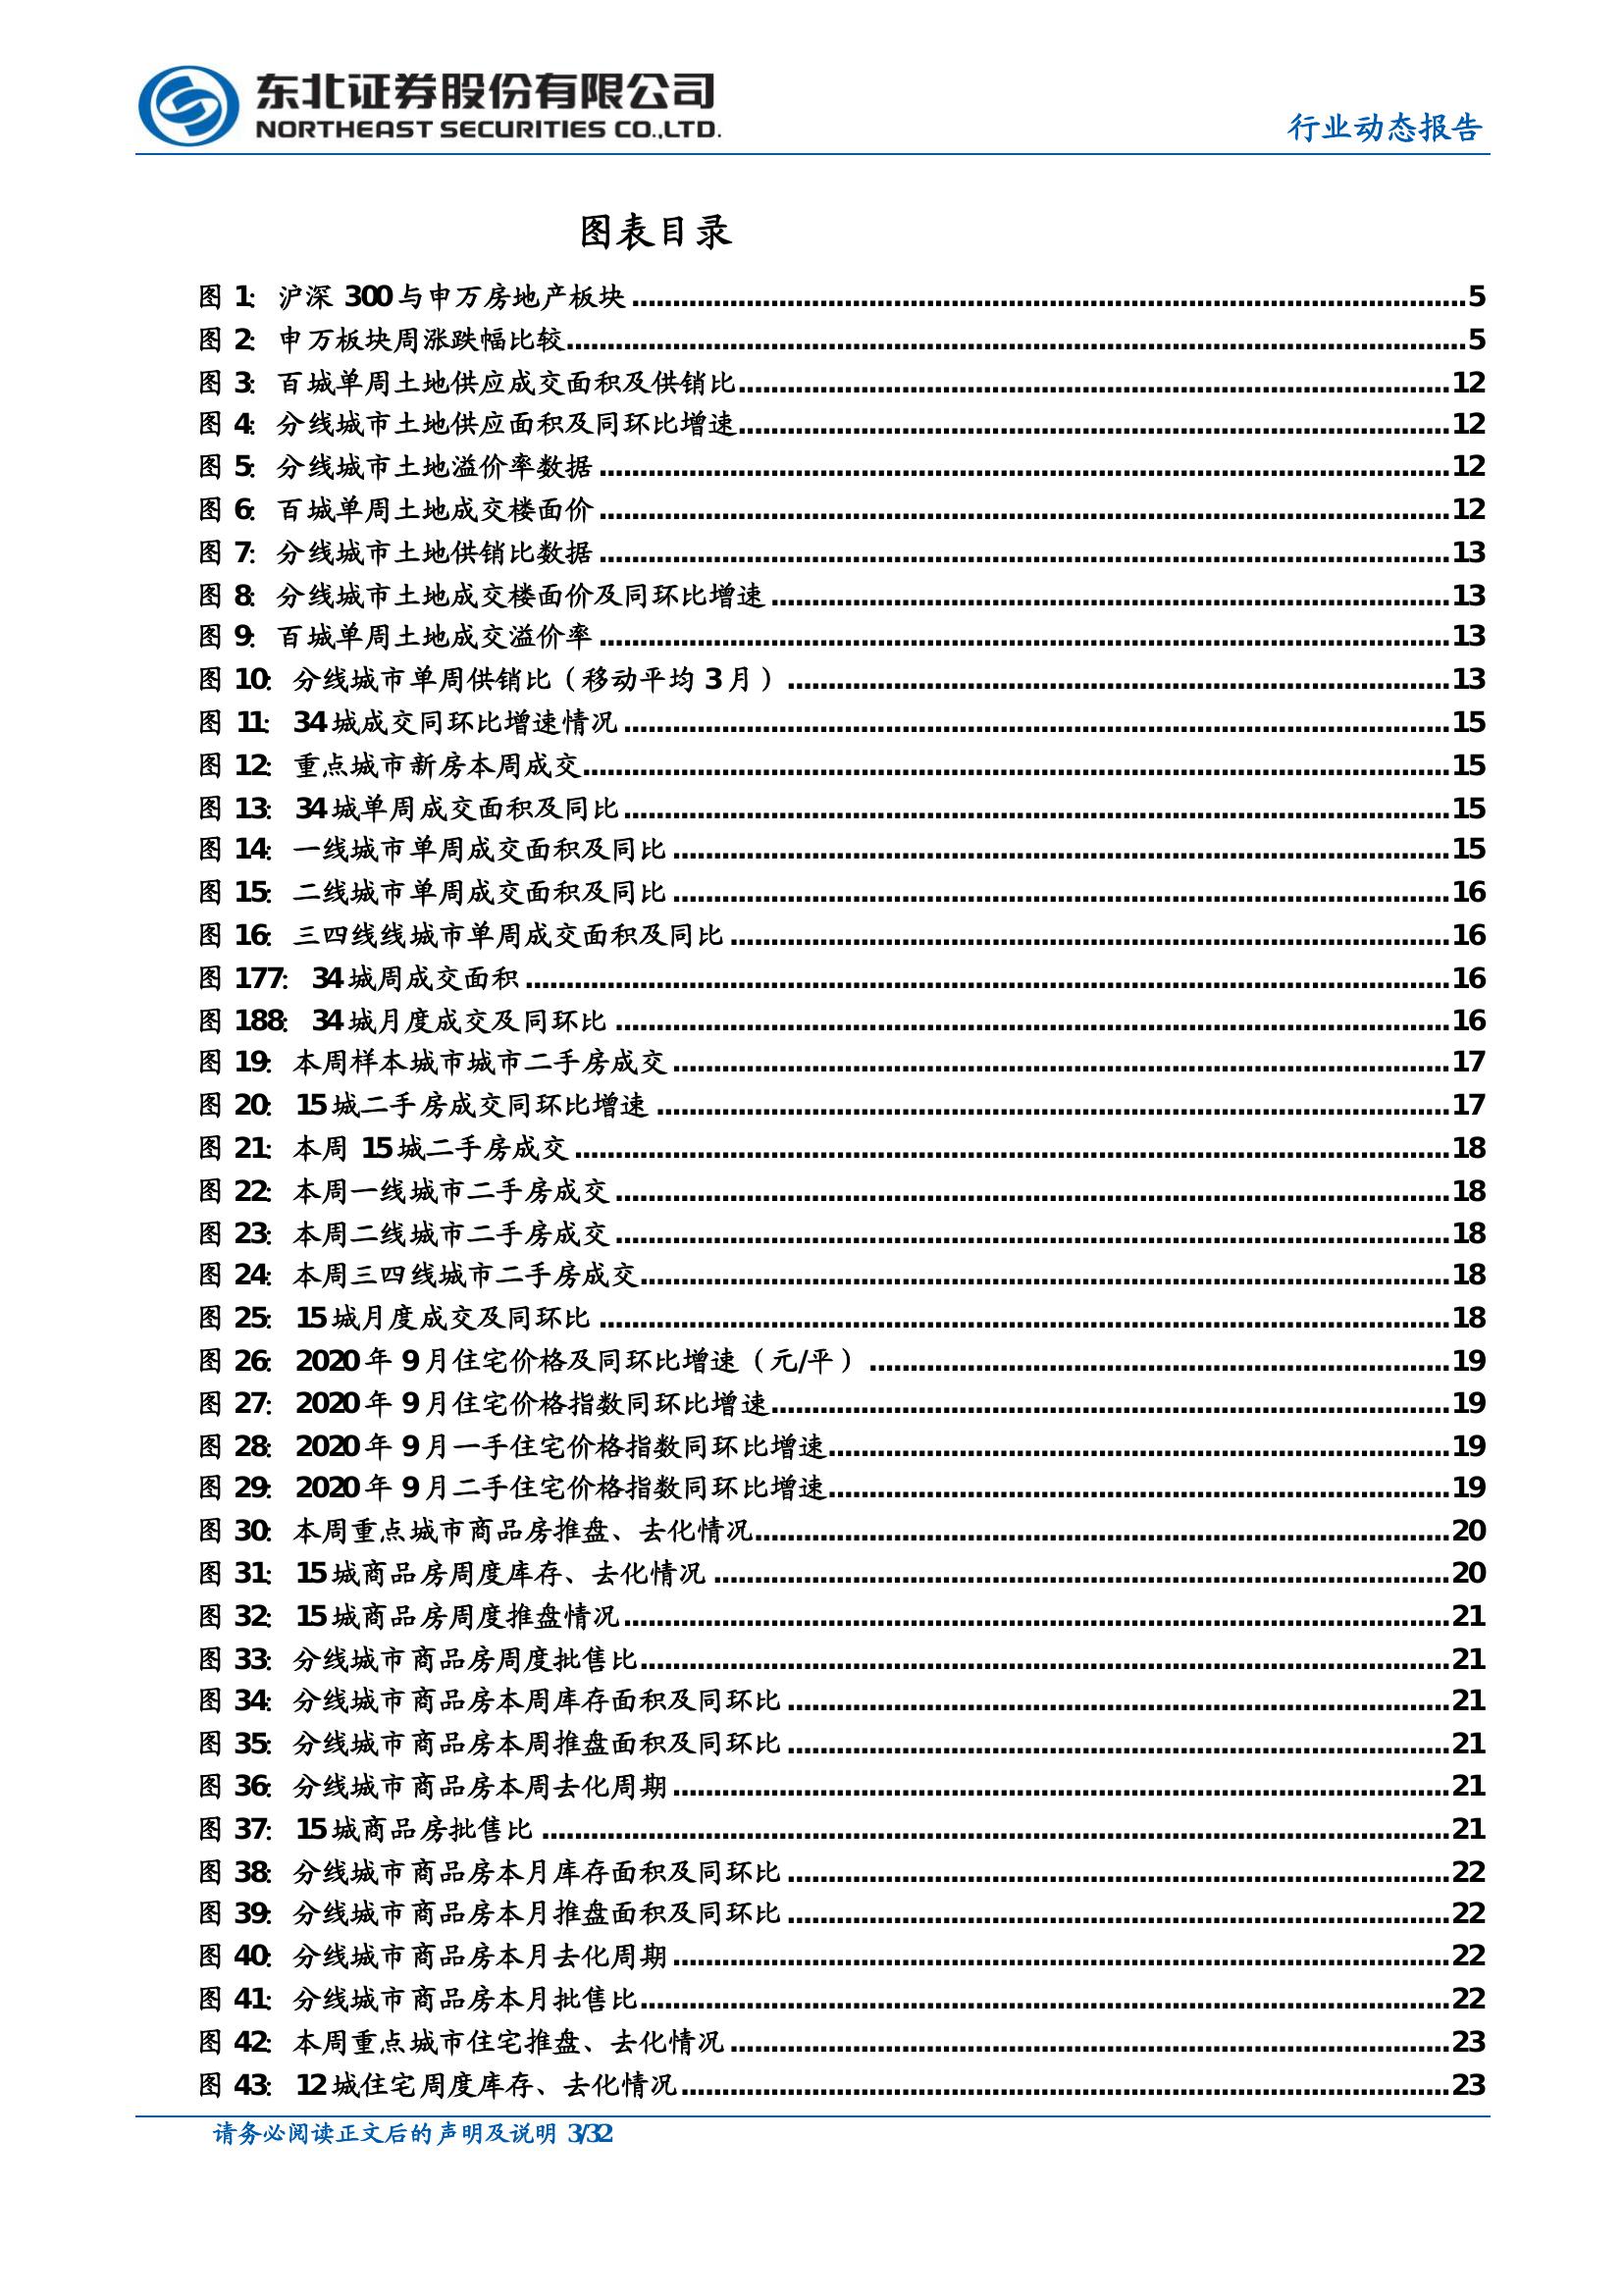 东北证券股份有限公司
NORTHEAST SECURITIES CO.,LTD.
行业动态报告
图表目录
图 1: 沪深 300 与申万房地产板块 5
图 2: 申万板块周涨跌幅比较 5
图 3: 百城单周土地供应成交面积及供销比 12
图 4: 分线城市土地供应面积及同环比增速 12
图 5: 分线城市土地溢价率数据 12
图 6: 百城单周土地成交楼面价 12
图 7: 分线城市土地供销比数据 13
图 8: 分线城市土地成交楼面价及同环比增速 13
图 9: 百城单周土地成交溢价率 13
图 10: 分线城市单周供销比（移动平均 3 月） 13
图 11: 34 城成交同环比增速情况 15
图 12: 重点城市新房本周成交 15
图 13: 34 城单周成交面积及同比 15
图 14: 一线城市单周成交面积及同比 15
图 15: 二线城市单周成交面积及同比 16
图 16: 三四线线城市单周成交面积及同比 16
图 177: 34 城周成交面积 16
图 188: 34 城月度成交及同环比 16
图 19: 本周样本城市城市二手房成交 17
图 20: 15 城二手房成交同环比增速 17
图 21: 本周 15 城二手房成交 18
图 22: 本周一线城市二手房成交 18
图 23: 本周二线城市二手房成交 18
图 24: 本周三四线城市二手房成交 18
图 25: 15 城月度成交及同环比 18
图 26: 2020 年 9 月住宅价格及同环比增速（元/平） 19
图 27: 2020 年 9 月住宅价格指数同环比增速 19
图 28: 2020 年 9 月一手住宅价格指数同环比增速 19
图 29: 2020 年 9 月二手住宅价格指数同环比增速 19
图 30: 本周重点城市商品房推盘、去化情况 20
图 31: 15 城商品房周度库存、去化情况 20
图 32: 15 城商品房周度推盘情况 21
图 33: 分线城市商品房周度批售比 21
图 34: 分线城市商品房本周库存面积及同环比 21
图 35: 分线城市商品房本周推盘面积及同环比 21
图 36: 分线城市商品房本周去化周期 21
图 37: 15 城商品房批售比 21
图 38: 分线城市商品房本月库存面积及同环比 22
图 39: 分线城市商品房本月推盘面积及同环比 22
图 40: 分线城市商品房本月去化周期 22
图 41: 分线城市商品房本月批售比 22
图 42: 本周重点城市住宅推盘、去化情况 23
图 43: 12 城住宅周度库存、去化情况 23
请务必阅读正文后的声明及说明 3/32